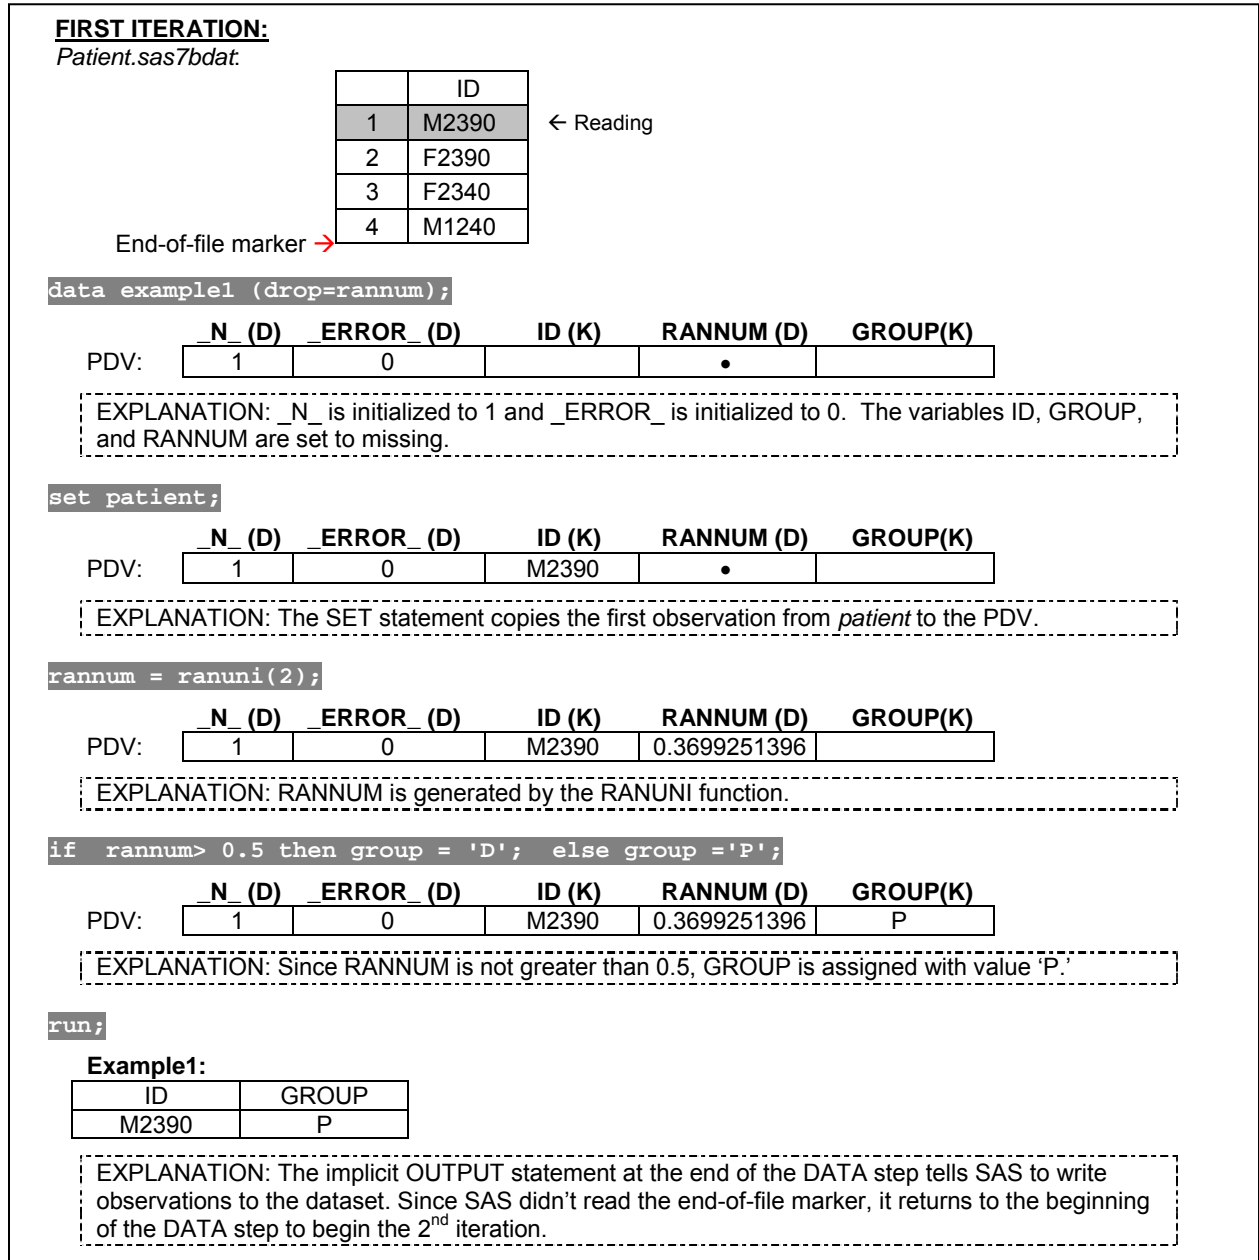 FIRST ITERATION:
Patient.sas7bdat:
ID
1 M2390 ← Reading
2 F2390
3 F2340
4 M1240
End-of-file marker →
data example1 (drop=rannum);
_N_ (D) _ERROR_ (D) ID (K) RANNUM (D) GROUP(K)
PDV: 1 0 •
EXPLANATION: _N_ is initialized to 1 and _ERROR_ is initialized to 0. The variables ID, GROUP,
and RANNUM are set to missing.
set patient;
_N_ (D) _ERROR_ (D) ID (K) RANNUM (D) GROUP(K)
PDV: 1 0 M2390 •
EXPLANATION: The SET statement copies the first observation from patient to the PDV.
rannum = ranuni(2);
_N_ (D) _ERROR_ (D) ID (K) RANNUM (D) GROUP(K)
PDV: 1 0 M2390 0.3699251396
EXPLANATION: RANNUM is generated by the RANUNI function.
if rannum> 0.5 then group = 'D'; else group ='P';
_N_ (D) _ERROR_ (D) ID (K) RANNUM (D) GROUP(K)
PDV: 1 0 M2390 0.3699251396 P
EXPLANATION: Since RANNUM is not greater than 0.5, GROUP is assigned with value ‘P.’
run;
Example1:
ID GROUP
M2390 P
EXPLANATION: The implicit OUTPUT statement at the end of the DATA step tells SAS to write
observations to the dataset. Since SAS didn’t read the end-of-file marker, it returns to the beginning
of the DATA step to begin the 2nd iteration.